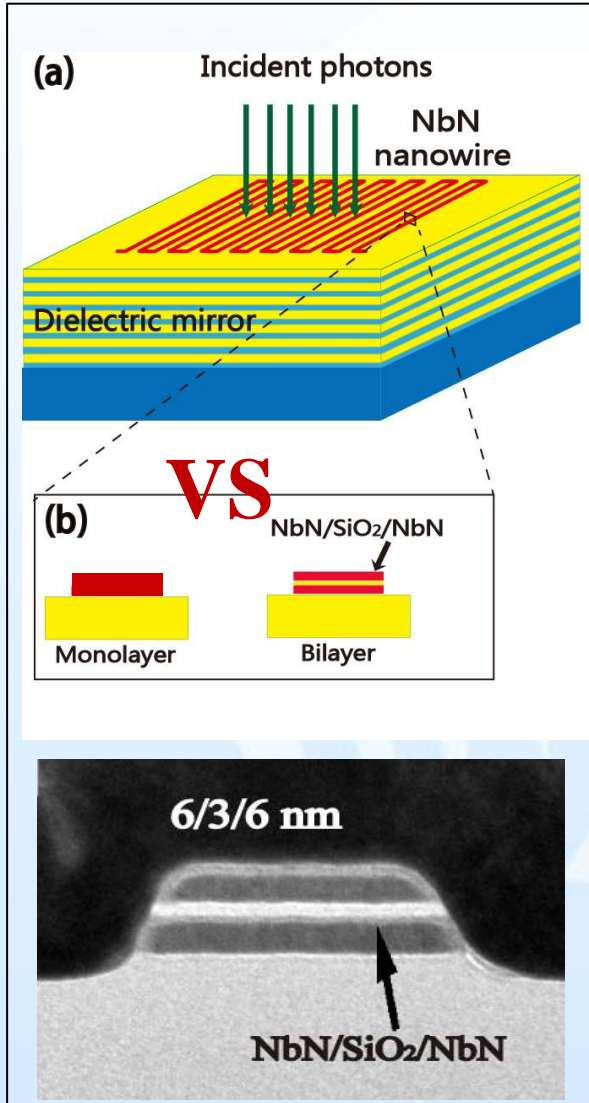 (a)
Incident photons
NbN
nanowire
Dielectric mirror
VS
(b)
NbN/SiO₂/NbN
Monolayer
Bilayer
6/3/6 nm
NbN/SiO₂/NbN